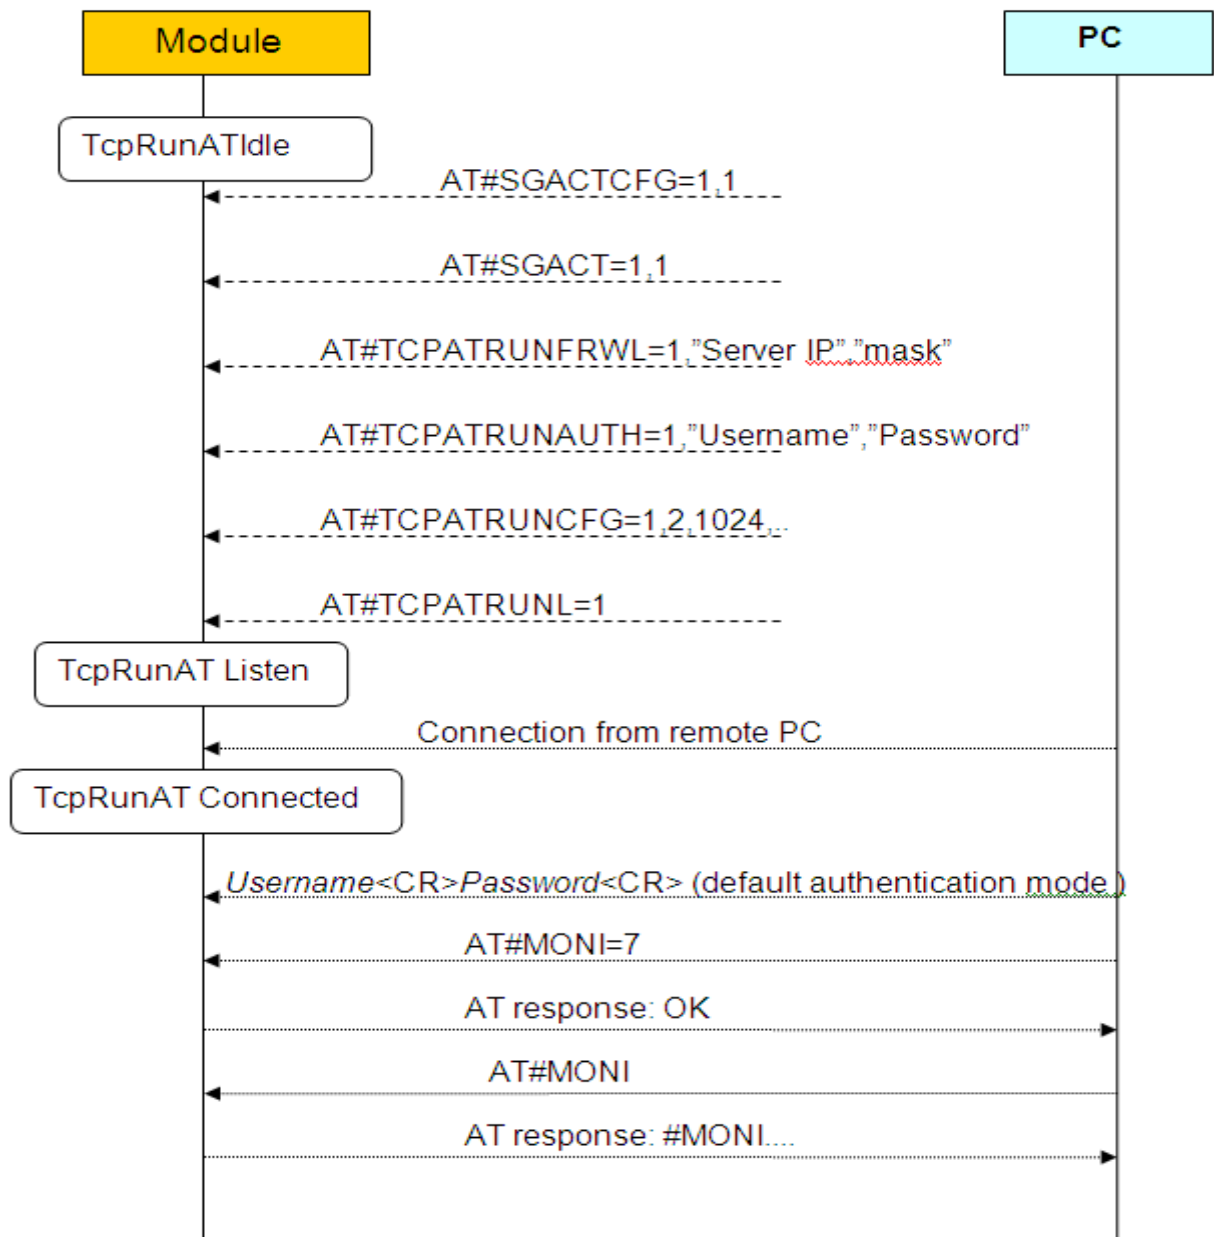 Module
PC
TcpRunATIdle
AT#SGACTCFG=1,1
AT#SGACT=1,1
AT#TCPATRUNFRWL=1,”Server IP”,”mask”
AT#TCPATRUNAUTH=1,”Username”,”Password”
AT#TCPATRUNCFG=1,2,1024,..
AT#TCPATRUNL=1
TcpRunAT Listen
Connection from remote PC
TcpRunAT Connected
Username<CR>Password<CR> (default authentication mode )
AT#MONI=7
AT response: OK
AT#MONI
AT response: #MONI....